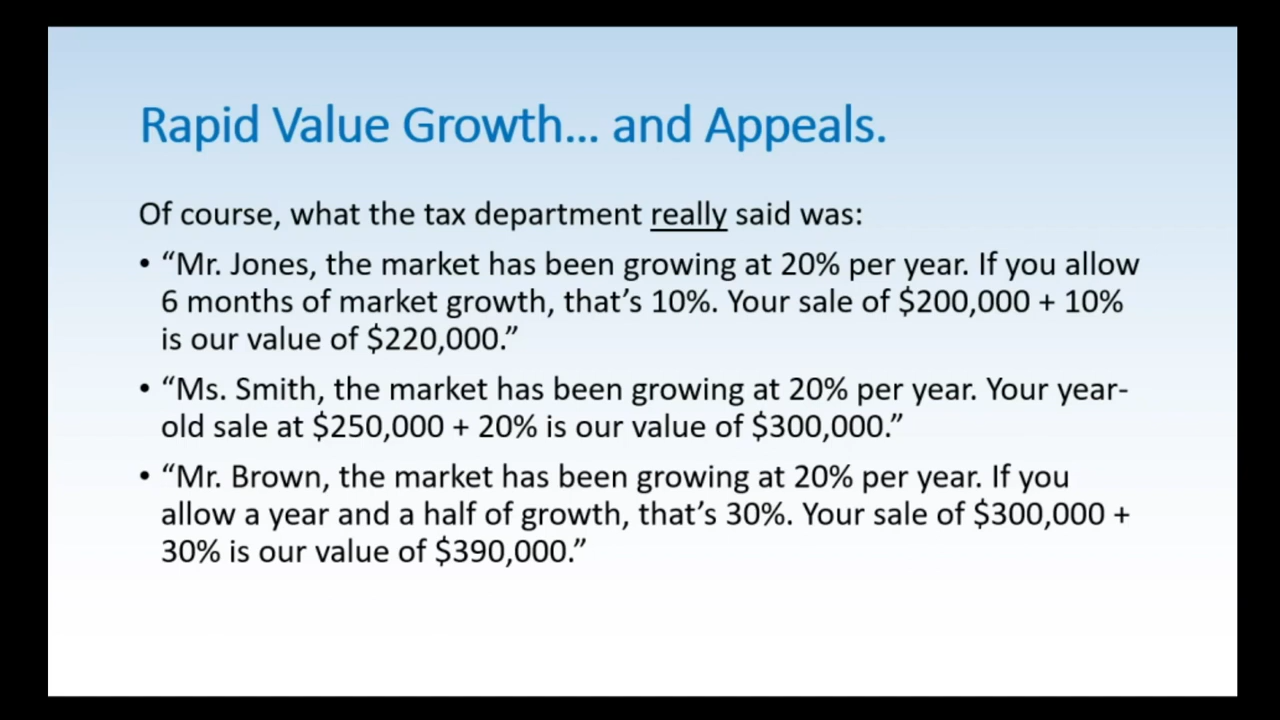 Rapid Value Growth... and Appeals.
Of course, what the tax department really said was:
• “Mr. Jones, the market has been growing at 20% per year. If you allow
6 months of market growth, that’s 10%. Your sale of $200,000 + 10%
is our value of $220,000.”
• “Ms. Smith, the market has been growing at 20% per year. Your year-
old sale at $250,000 + 20% is our value of $300,000.”
• “Mr. Brown, the market has been growing at 20% per year. If you
allow a year and a half of growth, that’s 30%. Your sale of $300,000 +
30% is our value of $390,000.”